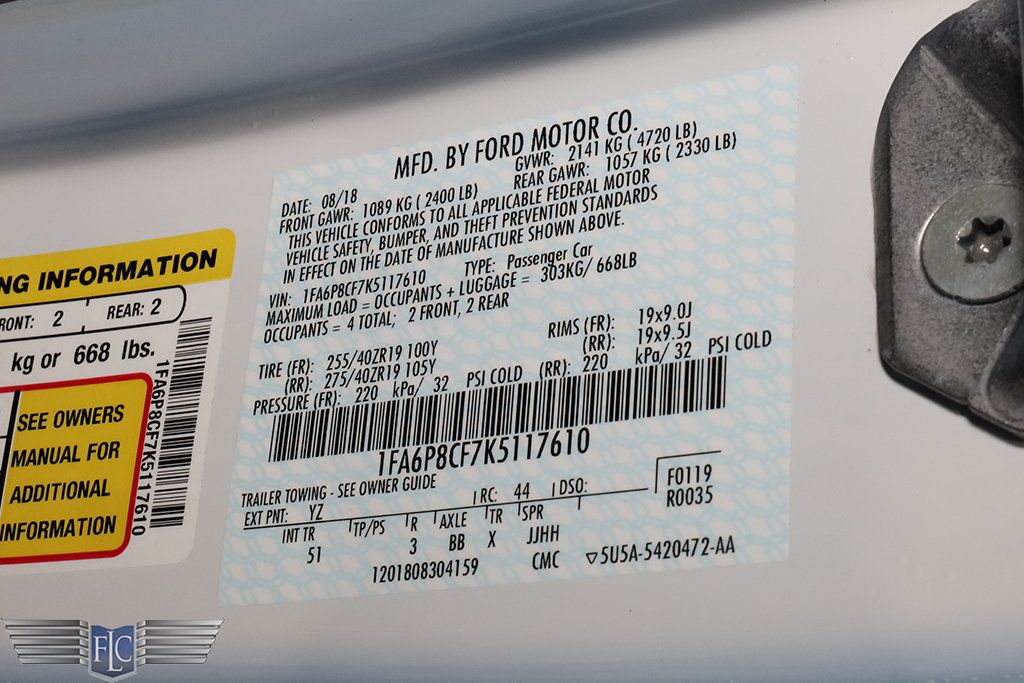 MFD. BY FORD MOTOR CO.
DATE: 08/18 GVWR: 2141 KG ( 4720 LB)
FRONT GAWR: 1089 KG ( 2400 LB) REAR GAWR: 1057 KG ( 2330 LB)
THIS VEHICLE CONFORMS TO ALL APPLICABLE FEDERAL MOTOR
VEHICLE SAFETY, BUMPER, AND THEFT PREVENTION STANDARDS
IN EFFECT ON THE DATE OF MANUFACTURE SHOWN ABOVE.
VIN: 1FA6P8CF7K5117610 TYPE: Passenger Car
MAXIMUM LOAD = OCCUPANTS + LUGGAGE = 303KG/ 668LB
OCCUPANTS = 4 TOTAL; 2 FRONT, 2 REAR
TIRE (FR): 255/40ZR19 100Y RIMS (FR): 19x9.0J
(RR): 275/40ZR19 105Y (RR): 19x9.5J
PRESSURE (FR): 220 kPa/ 32 PSI COLD (RR): 220 kPa/ 32 PSI COLD
1FA6P8CF7K5117610
TRAILER TOWING - SEE OWNER GUIDE
EXT PNT: YZ RC: 44 DSO: F0119
R0035
INT TR TP/PS R AXLE TR SPR
51 3 BB X JJHH
1201808304159 CMC ▽5U5A-5420472-AA
NG INFORMATION
RONT: 2 REAR: 2
kg or 668 lbs.
SEE OWNERS
MANUAL FOR
ADDITIONAL
INFORMATION
1FA6P8CF7K5117610
FLC